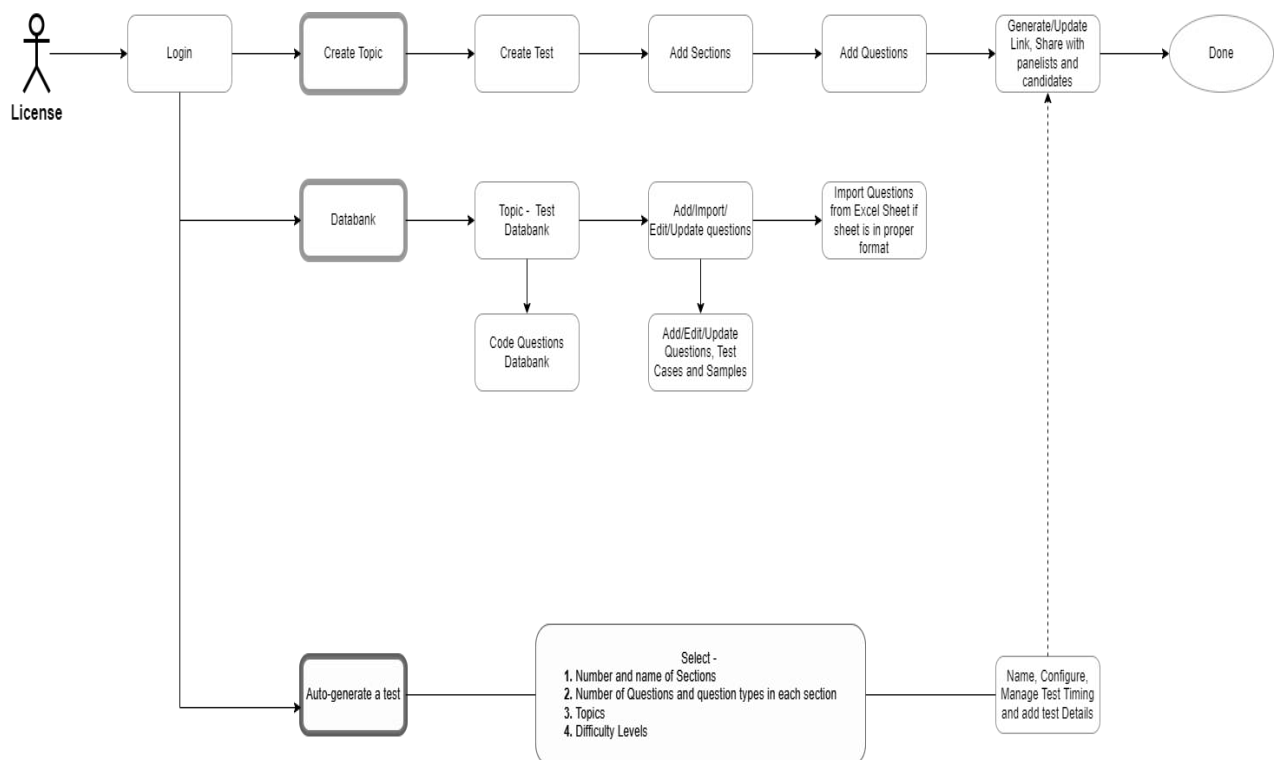 License
Login
Create Topic
Create Test
Add Sections
Add Questions
Generate/Update
Link, Share with
panelists and
candidates
Done
Databank
Topic - Test
Databank
Add/Import/
Edit/Update questions
Import Questions
from Excel Sheet if
sheet is in proper
format
Code Questions
Databank
Add/Edit/Update
Questions, Test
Cases and Samples
Auto-generate a test
Select -
1. Number and name of Sections
2. Number of Questions and question types in each section
3. Topics
4. Difficulty Levels
Name, Configure,
Manage Test Timing
and add test Details